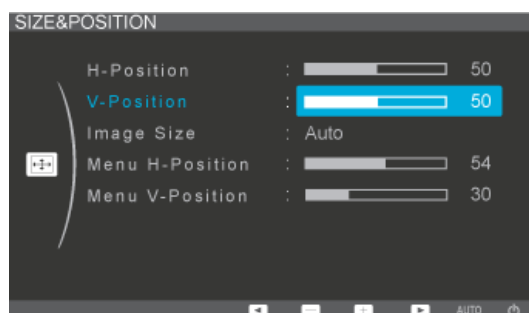 SIZE&POSITION
H-Position : 50
V-Position : 50
Image Size : Auto
Menu H-Position : 54
Menu V-Position : 30
AUTO